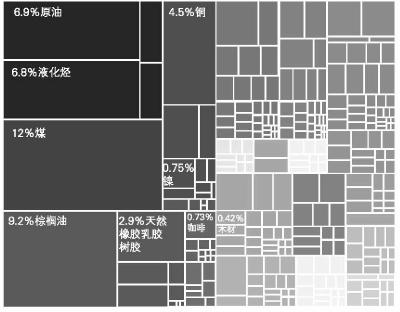 6.9%原油
4.5%铜
6.8%液化烃
12%煤
0.75%
镍
9.2%棕榈油
2.9%天然
橡胶乳胶
树胶
0.73%
咖啡
0.42%
木材